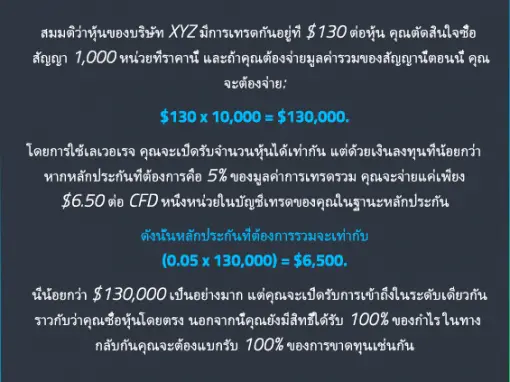 สมมติว่าหุ้นของบริษัท XYZ มีการเทรดกันอยู่ที่ $130 ต่อหุ้น คุณตัดสินใจซื้อ
สัญญา 1,000 หน่วยที่ราคานี้ และถ้าคุณต้องจ่ายมูลค่ารวมของสัญญานี้ตอนนี้ คุณ
จะต้องจ่าย:
$130 x 10,000 = $130,000.
โดยการใช้เลเวอเรจ คุณจะเปิดรับจำนวนหุ้นได้เท่ากัน แต่ด้วยเงินลงทุนที่น้อยกว่า
หากหลักประกันที่ต้องการคือ 5% ของมูลค่าการเทรดรวม คุณจะจ่ายแค่เพียง
$6.50 ต่อ CFD หนึ่งหน่วยในบัญชีเทรดของคุณในฐานะหลักประกัน
ดังนั้นหลักประกันที่ต้องการรวมจะเท่ากับ
(0.05 x 130,000) = $6,500.
นี่น้อยกว่า $130,000 เป็นอย่างมาก แต่คุณจะเปิดรับการเข้าถึงในระดับเดียวกัน
ราวกับว่าคุณซื้อหุ้นโดยตรง นอกจากนี้คุณยังมีสิทธิ์ได้รับ 100% ของกำไร ในทาง
กลับกันคุณจะต้องแบกรับ 100% ของการขาดทุนเช่นกัน